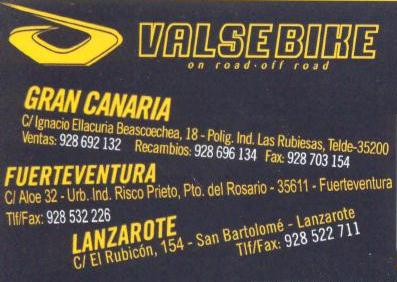 VALSEBIKE
on road-off road
GRAN CANARIA
C/ Ignacio Ellacuria Beascoechea, 18 - Polig. Ind. Las Rubiesas, Telde-35200
Ventas: 928 692 132 Recambios: 928 696 134 Fax: 928 703 154
FUERTEVENTURA
C/ Aloe 32 - Urb. Ind. Risco Prieto, Pto. del Rosario - 35611 - Fuerteventura
Tlf/Fax: 928 532 226
LANZAROTE
C/ El Rubicón, 154 - San Bartolomé - Lanzarote
Tlf/Fax: 928 522 711